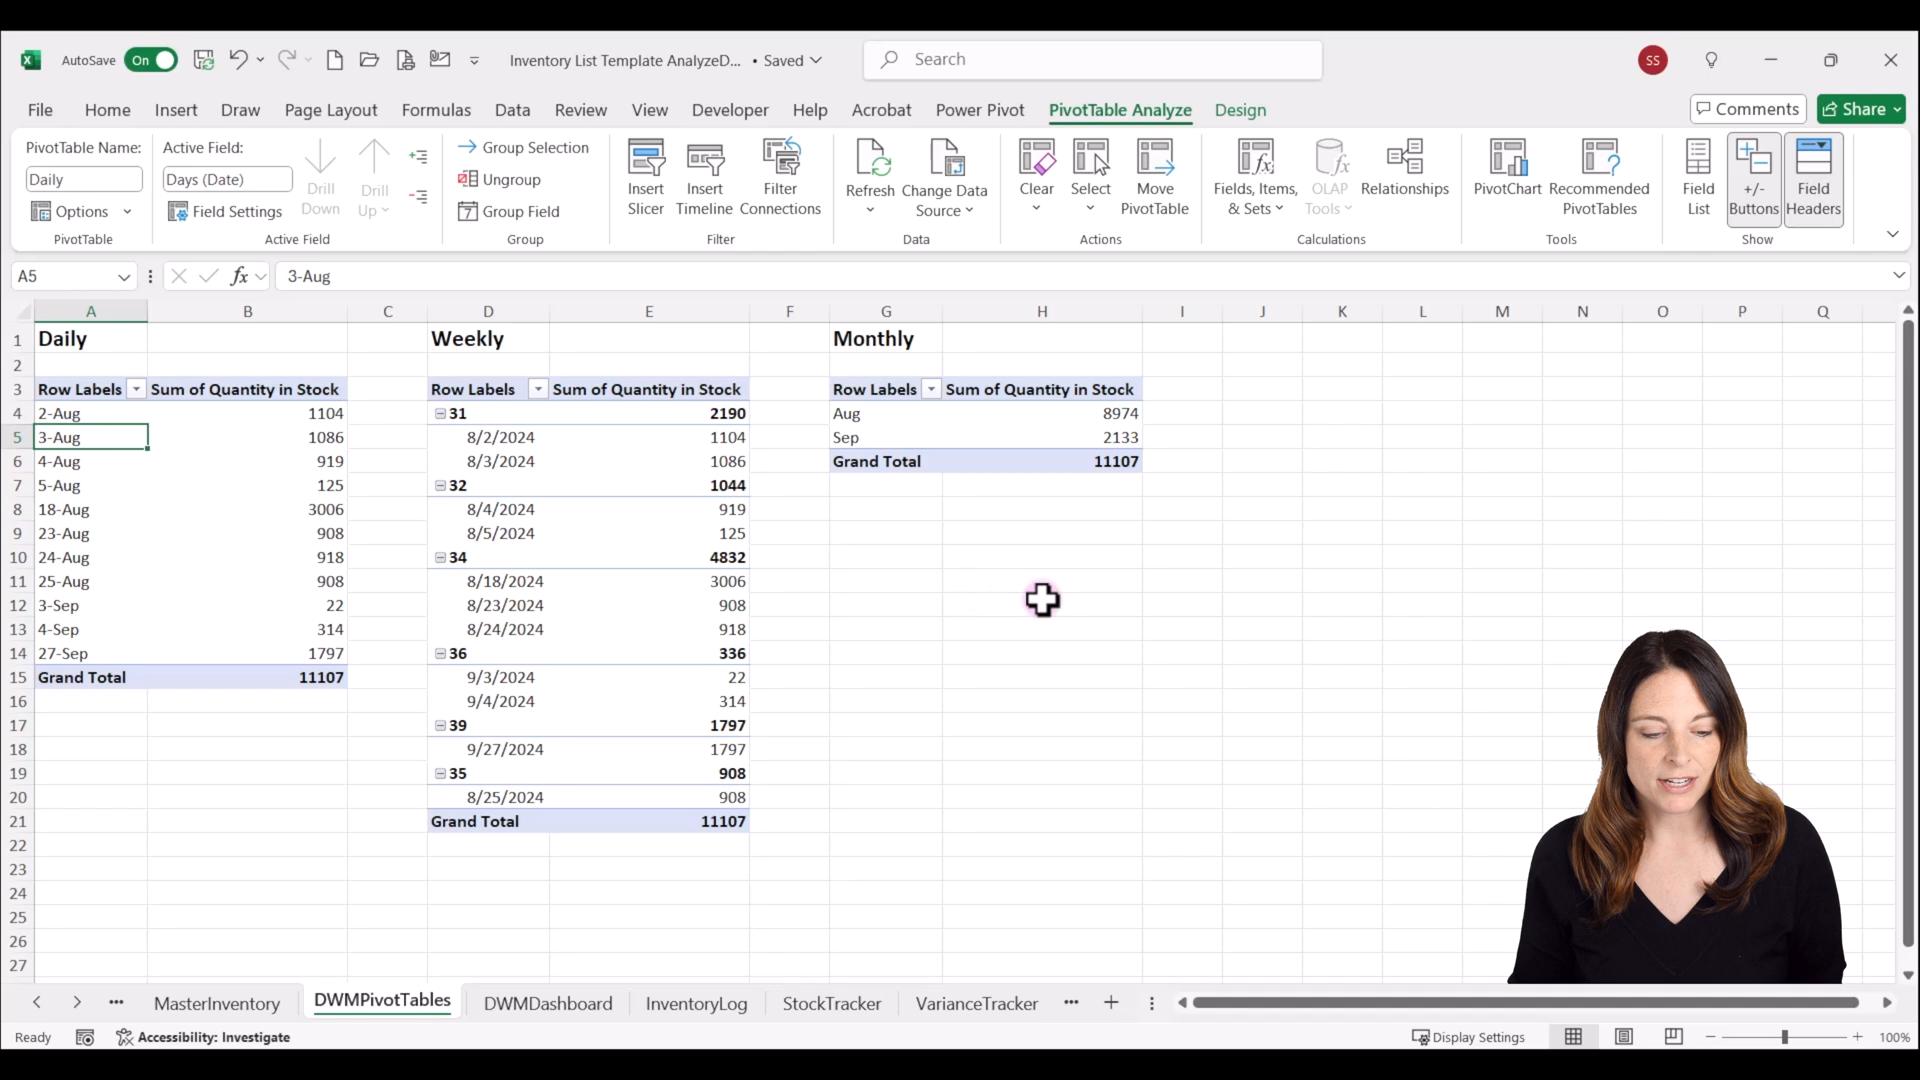 AutoSave On Inventory List Template AnalyzeD... • Saved Search SS
File Home Insert Draw Page Layout Formulas Data Review View Developer Help Acrobat Power Pivot PivotTable Analyze Design Comments Share
PivotTable Name:
Daily
Options
PivotTable
Active Field:
Days (Date)
Field Settings
Drill Down
Drill Up
Active Field
Group Selection
Ungroup
7 Group Field
Group
Insert Slicer
Insert Timeline
Filter Connections
Filter
Refresh
Change Data Source
Data
Clear
Select
Move PivotTable
Actions
Fields, Items, & Sets
OLAP Tools
Relationships
Calculations
PivotChart
Recommended PivotTables
Tools
Field List
+/- Buttons
Field Headers
Show
A5 fx 3-Aug
A B C D E F G H I J K L M N O P Q
1 Daily Weekly Monthly
2
3 Row Labels Sum of Quantity in Stock Row Labels Sum of Quantity in Stock Row Labels Sum of Quantity in Stock
4 2-Aug 1104 31 2190 Aug 8974
5 3-Aug 1086 8/2/2024 1104 Sep 2133
6 4-Aug 919 8/3/2024 1086 Grand Total 11107
7 5-Aug 125 32 1044
8 18-Aug 3006 8/4/2024 919
9 23-Aug 908 8/5/2024 125
10 24-Aug 918 34 4832
11 25-Aug 908 8/18/2024 3006
12 3-Sep 22 8/23/2024 908
13 4-Sep 314 8/24/2024 918
14 27-Sep 1797 36 336
15 Grand Total 11107 9/3/2024 22
16 9/4/2024 314
17 39 1797
18 9/27/2024 1797
19 35 908
20 8/25/2024 908
21 Grand Total 11107
22
23
24
25
26
27
MasterInventory DWMPivotTables DWMDashboard InventoryLog StockTracker VarianceTracker
Ready Accessibility: Investigate Display Settings 100%